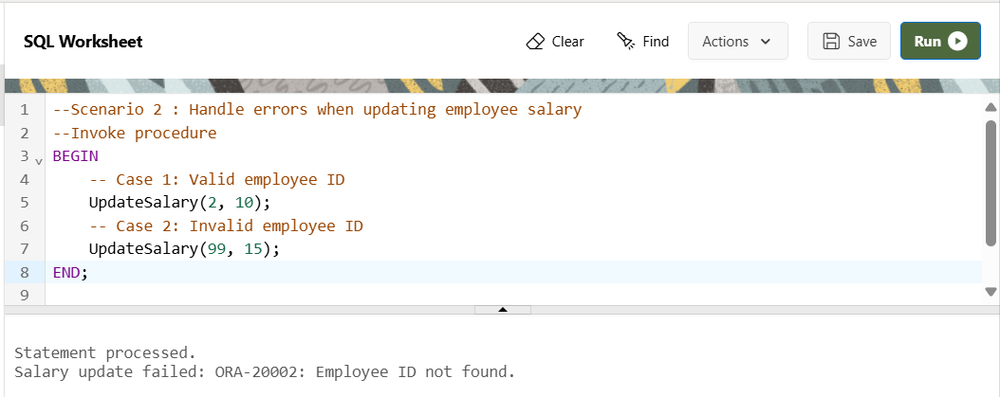 SQL Worksheet
Clear
Find
Actions
Save
Run
1 --Scenario 2 : Handle errors when updating employee salary
2 --Invoke procedure
3 BEGIN
4 -- Case 1: Valid employee ID
5 UpdateSalary(2, 10);
6 -- Case 2: Invalid employee ID
7 UpdateSalary(99, 15);
8 END;
9
Statement processed.
Salary update failed: ORA-20002: Employee ID not found.